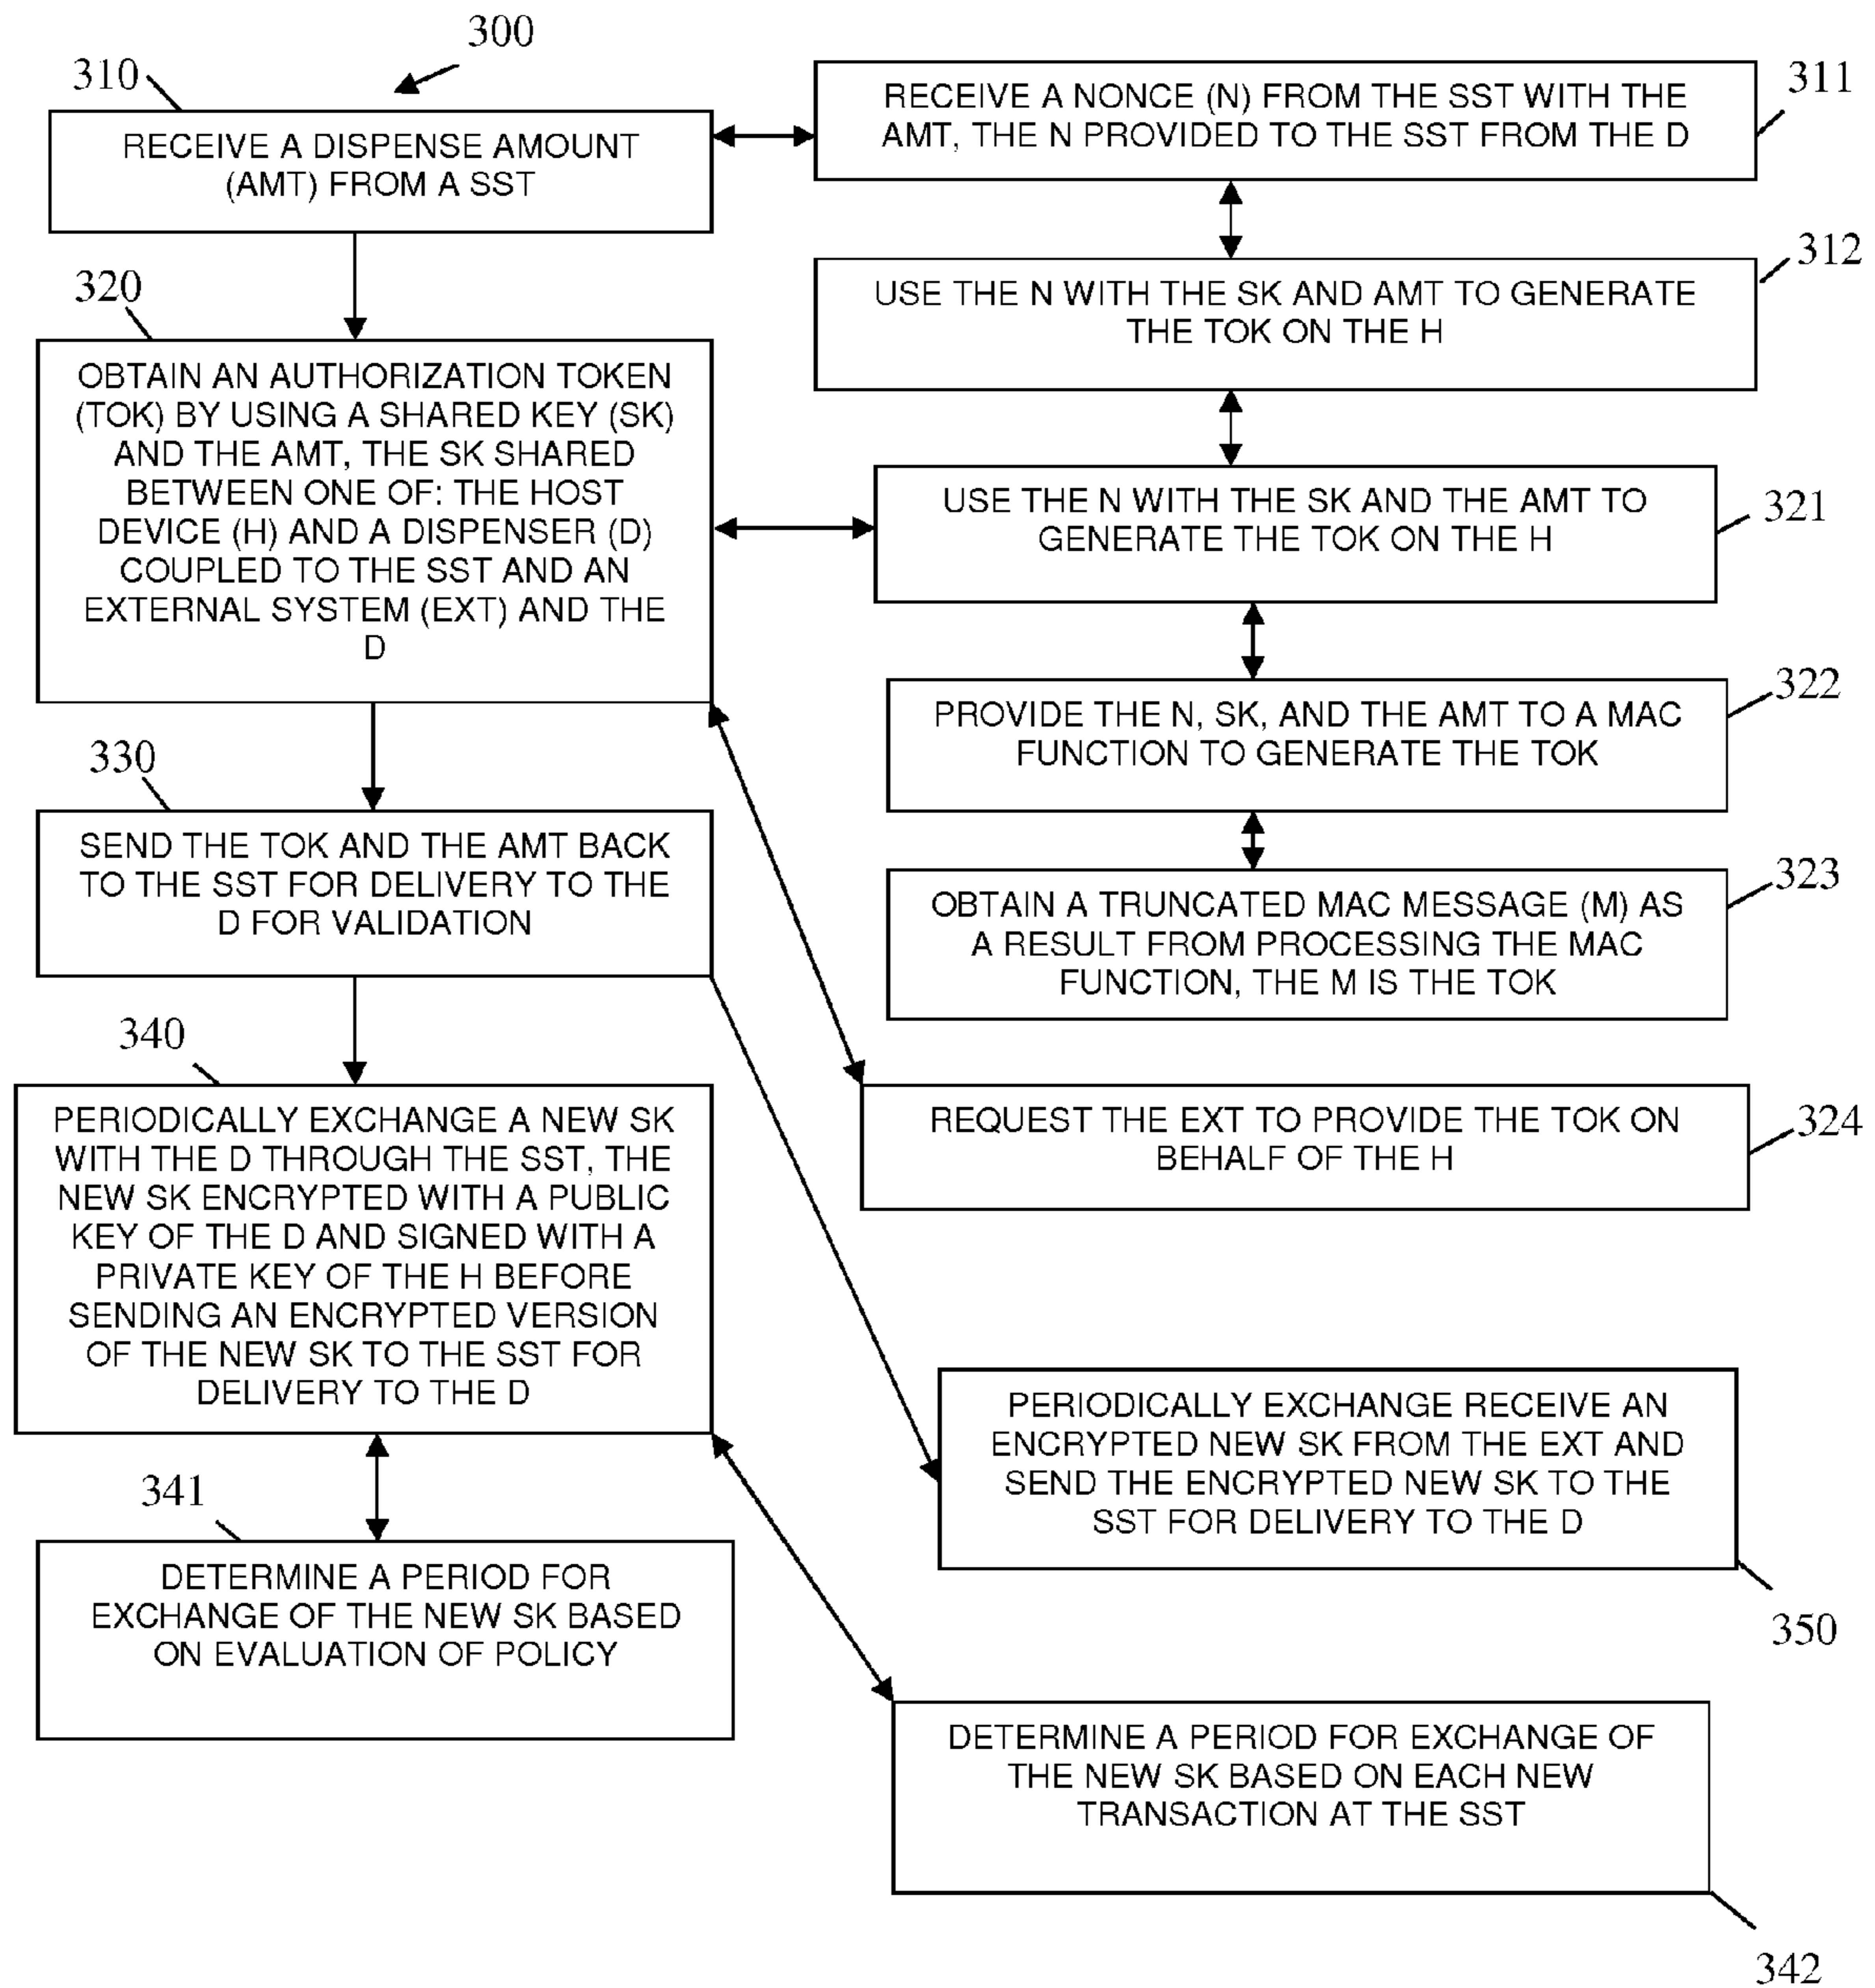 300
310
RECEIVE A DISPENSE AMOUNT
(AMT) FROM A SST
311
RECEIVE A NONCE (N) FROM THE SST WITH THE
AMT, THE N PROVIDED TO THE SST FROM THE D
312
USE THE N WITH THE SK AND AMT TO GENERATE
THE TOK ON THE H
320
OBTAIN AN AUTHORIZATION TOKEN
(TOK) BY USING A SHARED KEY (SK)
AND THE AMT, THE SK SHARED
BETWEEN ONE OF: THE HOST
DEVICE (H) AND A DISPENSER (D)
COUPLED TO THE SST AND AN
EXTERNAL SYSTEM (EXT) AND THE
D
321
USE THE N WITH THE SK AND THE AMT TO
GENERATE THE TOK ON THE H
322
PROVIDE THE N, SK, AND THE AMT TO A MAC
FUNCTION TO GENERATE THE TOK
323
OBTAIN A TRUNCATED MAC MESSAGE (M) AS
A RESULT FROM PROCESSING THE MAC
FUNCTION, THE M IS THE TOK
324
REQUEST THE EXT TO PROVIDE THE TOK ON
BEHALF OF THE H
330
SEND THE TOK AND THE AMT BACK
TO THE SST FOR DELIVERY TO THE
D FOR VALIDATION
340
PERIODICALLY EXCHANGE A NEW SK
WITH THE D THROUGH THE SST, THE
NEW SK ENCRYPTED WITH A PUBLIC
KEY OF THE D AND SIGNED WITH A
PRIVATE KEY OF THE H BEFORE
SENDING AN ENCRYPTED VERSION
OF THE NEW SK TO THE SST FOR
DELIVERY TO THE D
341
DETERMINE A PERIOD FOR
EXCHANGE OF THE NEW SK BASED
ON EVALUATION OF POLICY
PERIODICALLY EXCHANGE RECEIVE AN
ENCRYPTED NEW SK FROM THE EXT AND
SEND THE ENCRYPTED NEW SK TO THE
SST FOR DELIVERY TO THE D
350
DETERMINE A PERIOD FOR EXCHANGE OF
THE NEW SK BASED ON EACH NEW
TRANSACTION AT THE SST
342